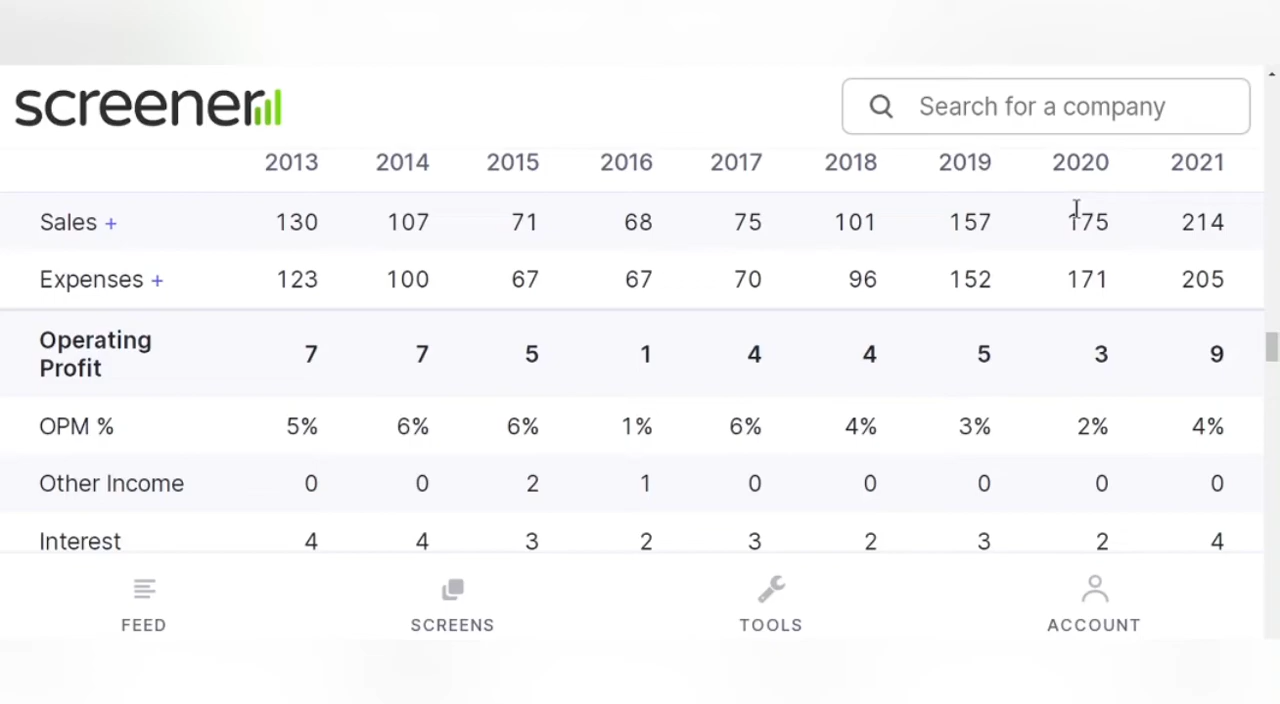 screener
Search for a company
2013 2014 2015 2016 2017 2018 2019 2020 2021
Sales + 130 107 71 68 75 101 157 175 214
Expenses + 123 100 67 67 70 96 152 171 205
Operating
Profit 7 7 5 1 4 4 5 3 9
OPM % 5% 6% 6% 1% 6% 4% 3% 2% 4%
Other Income 0 0 2 1 0 0 0 0 0
Interest 4 4 3 2 3 2 3 2 4
FEED SCREENS TOOLS ACCOUNT